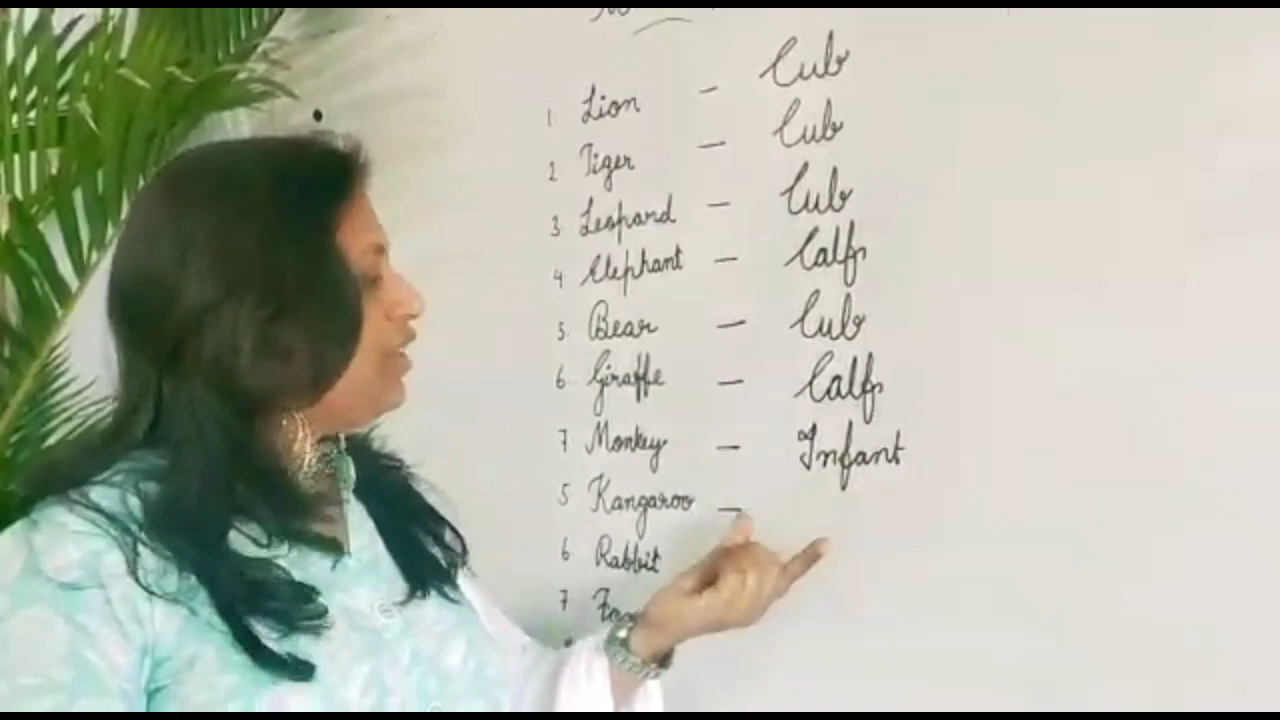 1 Lion - Cub
2 Tiger - Cub
3 Leopard - Cub
4 Elephant - Calf
5. Bear - Cub
6 Giraffe - Calf
7 Monkey - Infant
5 Kangaroo -
6 Rabbit
7